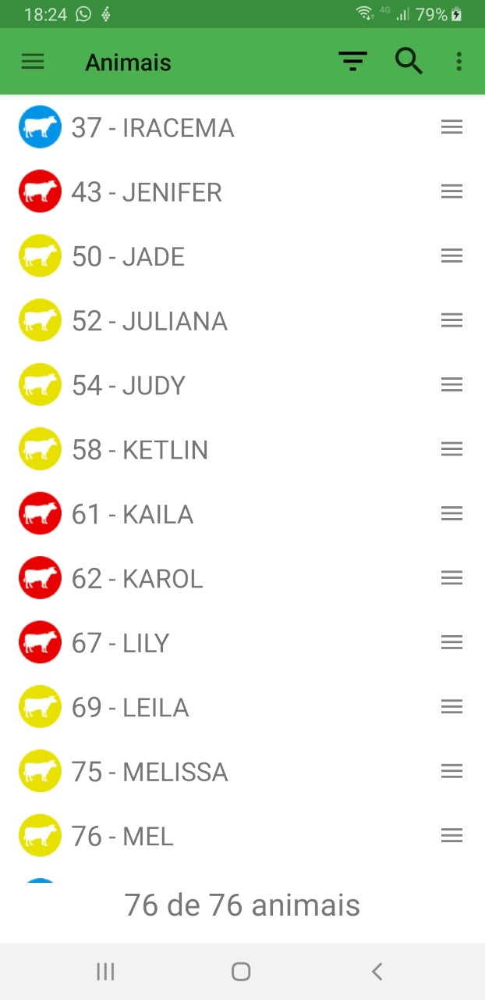 18:24 4G 79%
Animais
37 - IRACEMA
43 - JENIFER
50 - JADE
52 - JULIANA
54 - JUDY
58 - KETLIN
61 - KAILA
62 - KAROL
67 - LILY
69 - LEILA
75 - MELISSA
76 - MEL
76 de 76 animais